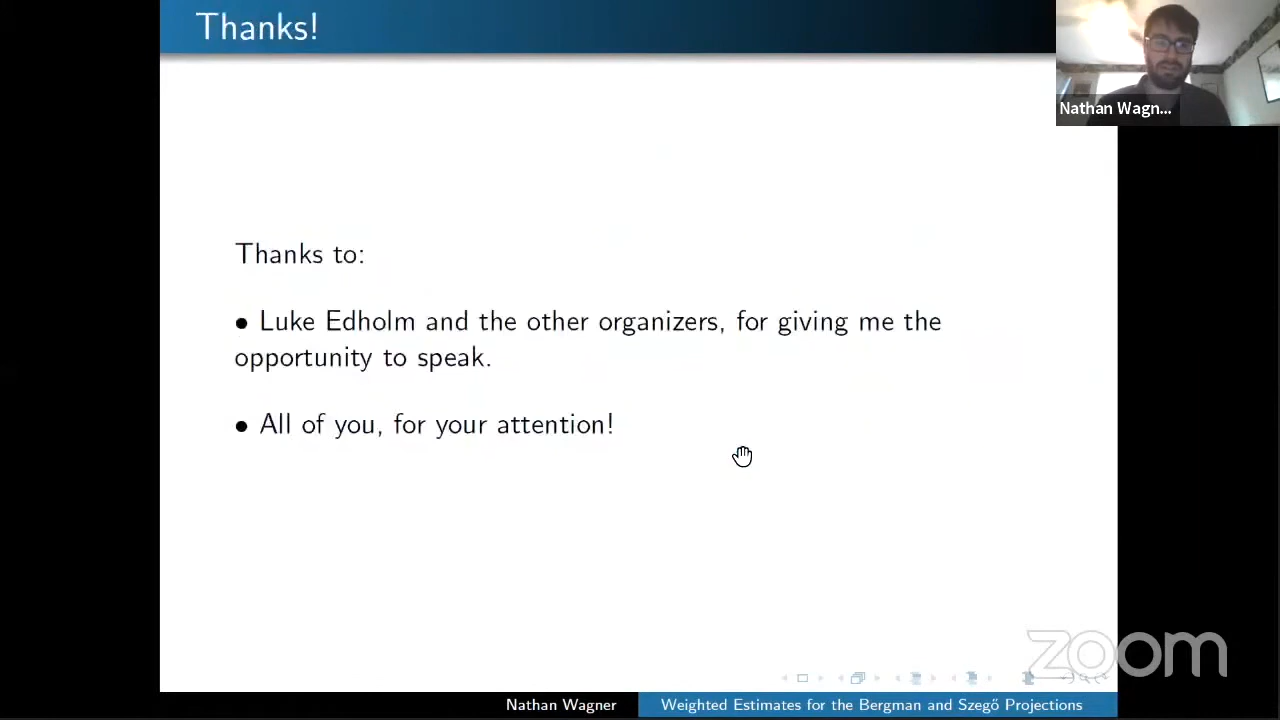 Thanks!
Nathan Wagn...
Thanks to:
• Luke Edholm and the other organizers, for giving me the
opportunity to speak.
• All of you, for your attention!
zoom
Nathan Wagner
Weighted Estimates for the Bergman and Szegő Projections